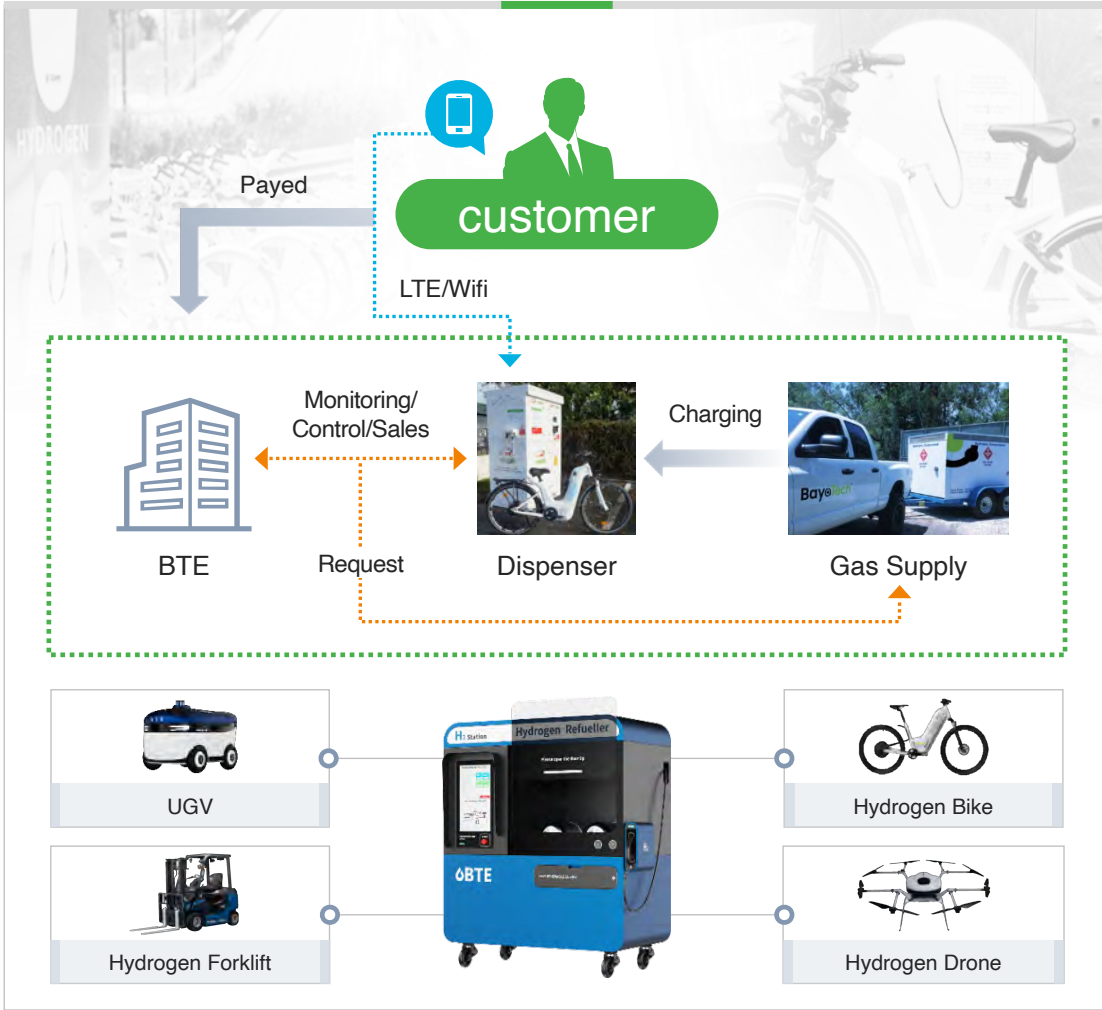 HYDROGEN
customer
Payed
LTE/Wifi
Monitoring/
Control/Sales
Charging
BayoTech
BTE
Request
Dispenser
Gas Supply
H2 Station
Hydrogen Refueller
BTE
UGV
Hydrogen Bike
Hydrogen Forklift
Hydrogen Drone